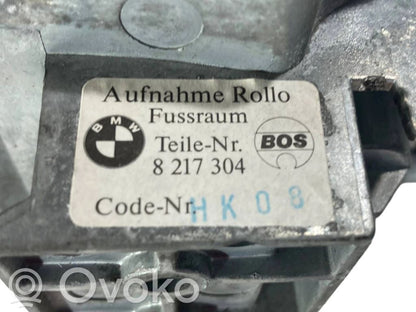 Aufnahme Rollo
Fussraum
BMW
Teile-Nr.
BOS
8 217 304
Code-Nr.
HK08
Ovoko